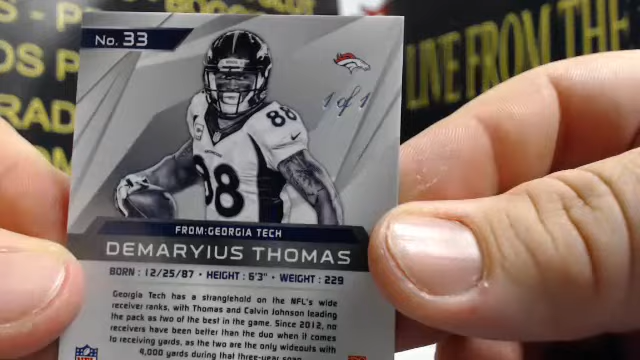 LIVE FROM THE
No. 33
1 of 1
88
88
FROM: GEORGIA TECH
DEMARYIUS THOMAS
BORN : 12/25/87 • HEIGHT : 6'3" • WEIGHT : 229
Georgia Tech has a stranglehold on the NFL's wide
receiver ranks, with Thomas and Calvin Johnson leading
the pack as two of the best in the game. Since 2012, no
receivers have been better than the duo when it comes
to receiving yards, as the two are the only wideouts with
4,000 yards during that three-year span
NFL